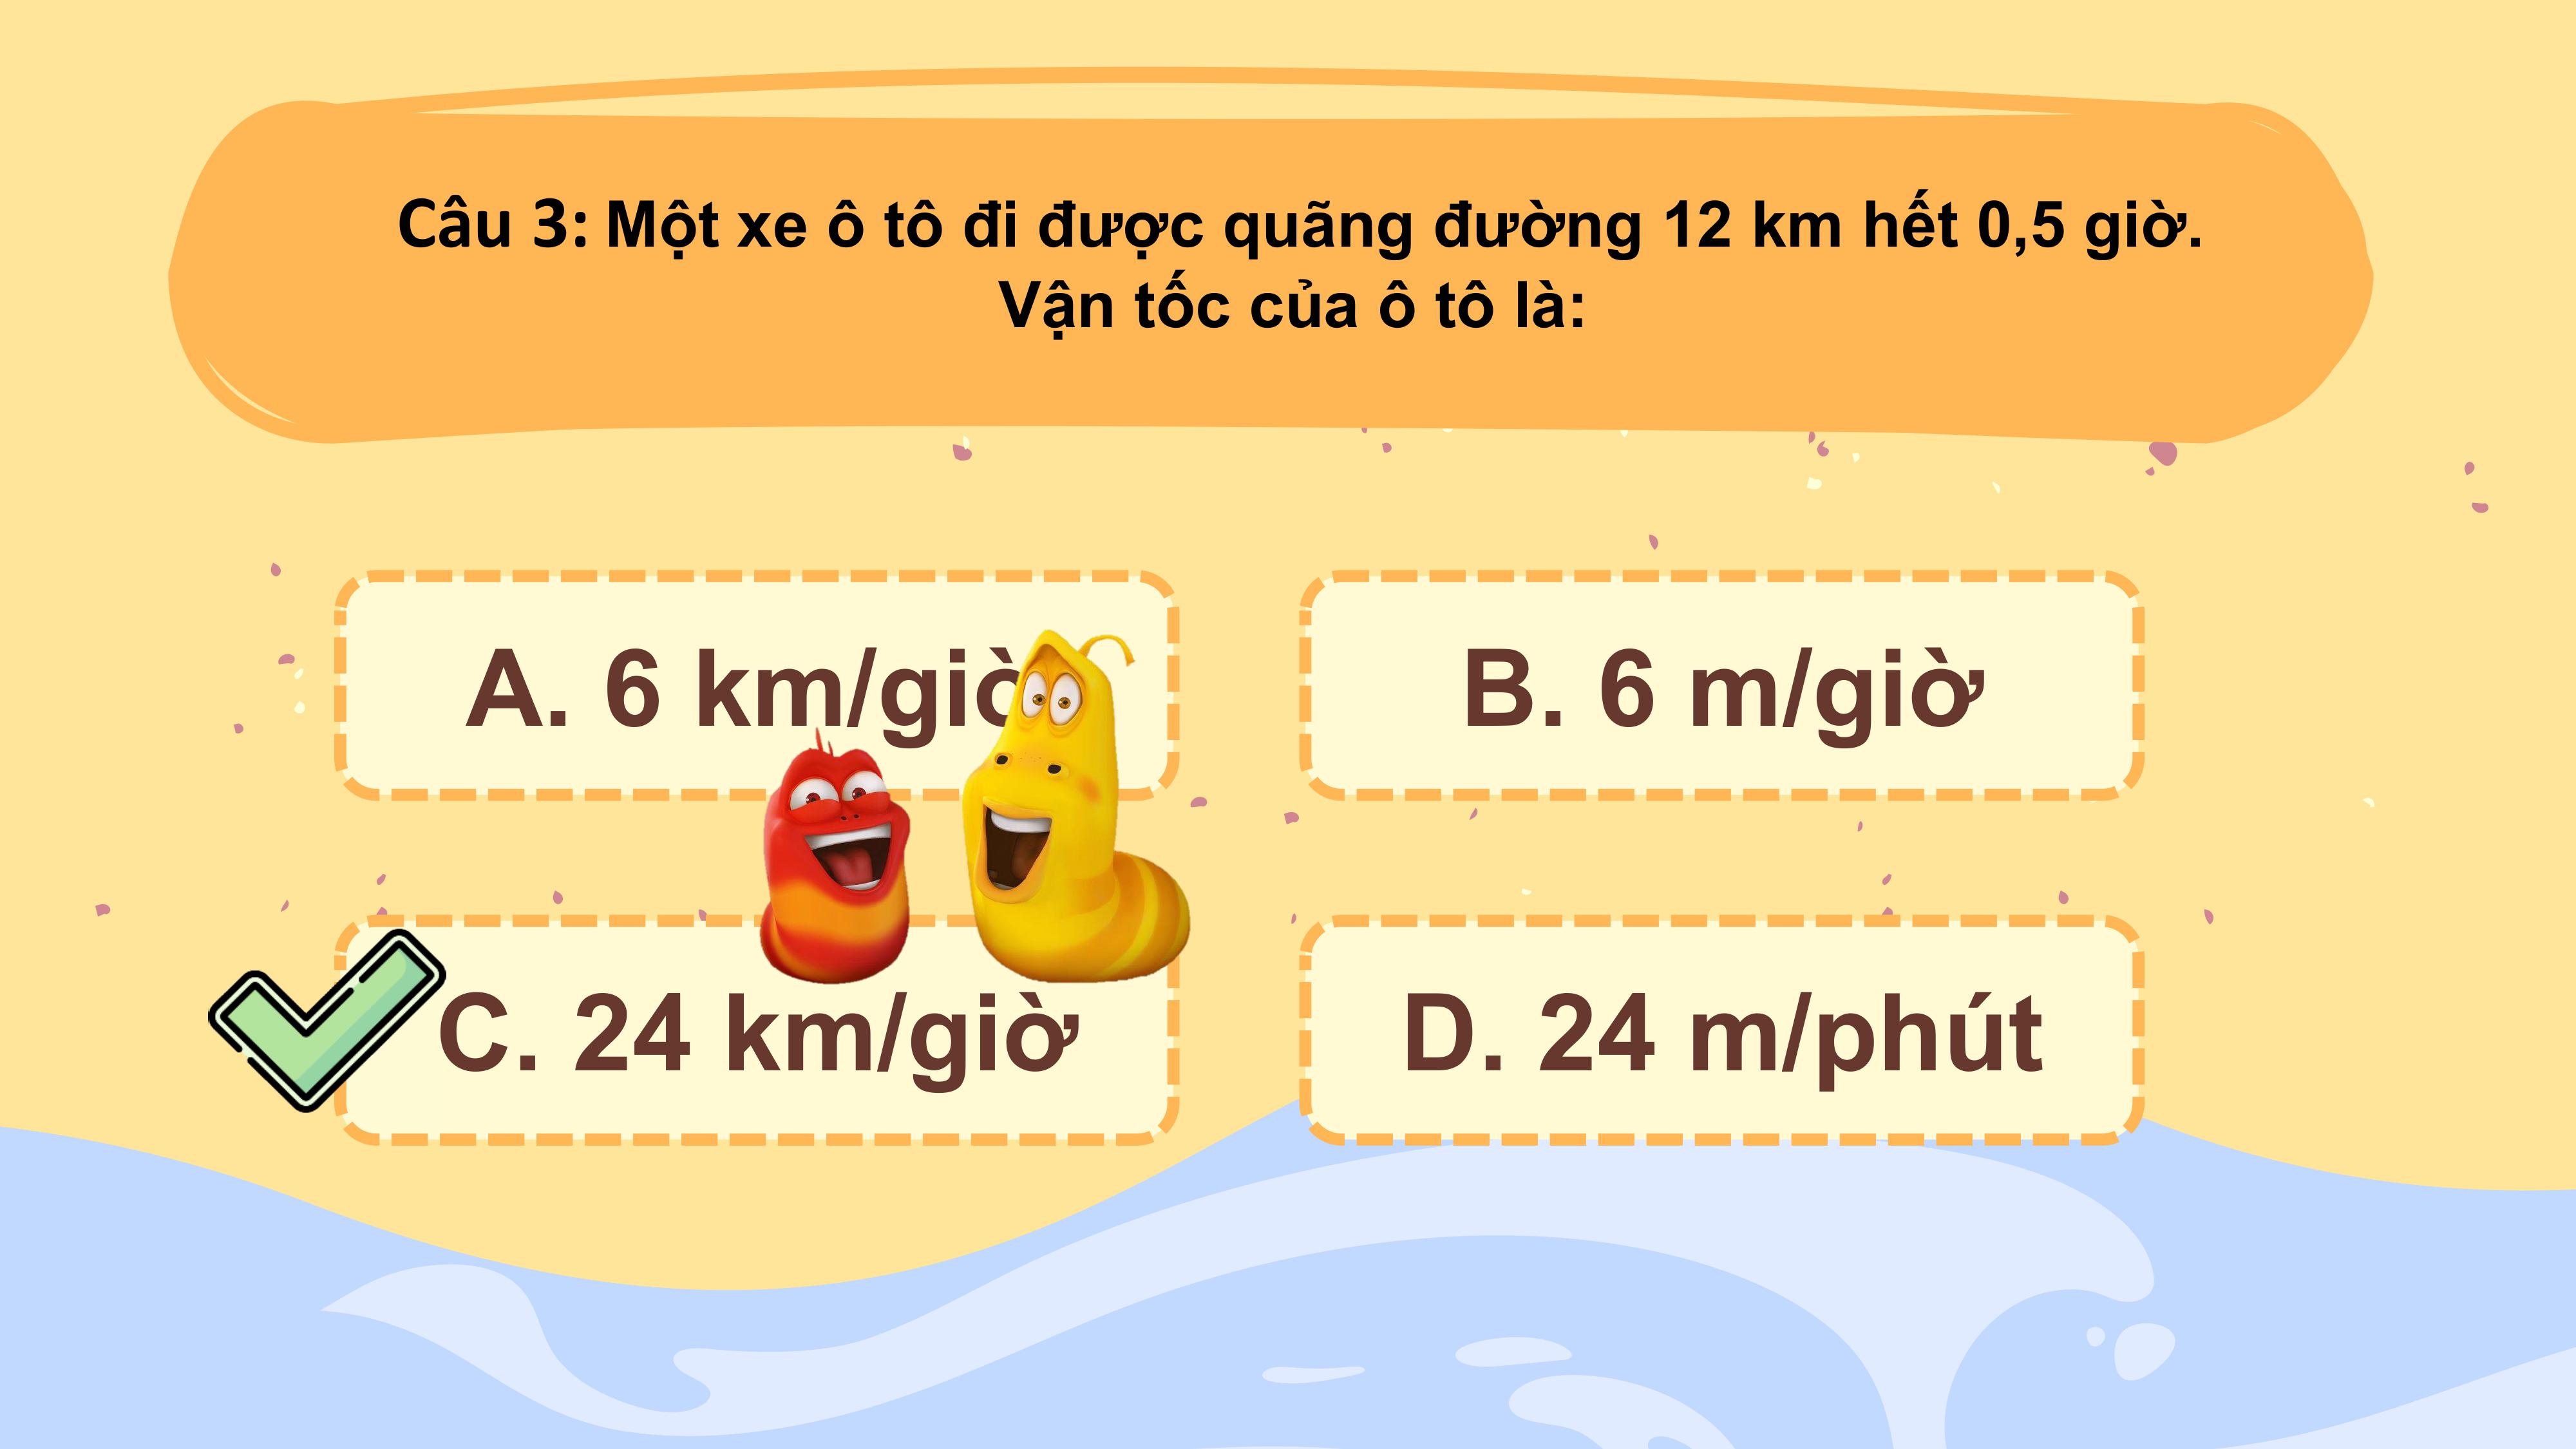 Câu 3: Một xe ô tô đi được quãng đường 12 km hết 0,5 giờ.
Vận tốc của ô tô là:
A. 6 km/giờ
B. 6 m/giờ
C. 24 km/giờ
D. 24 m/phút